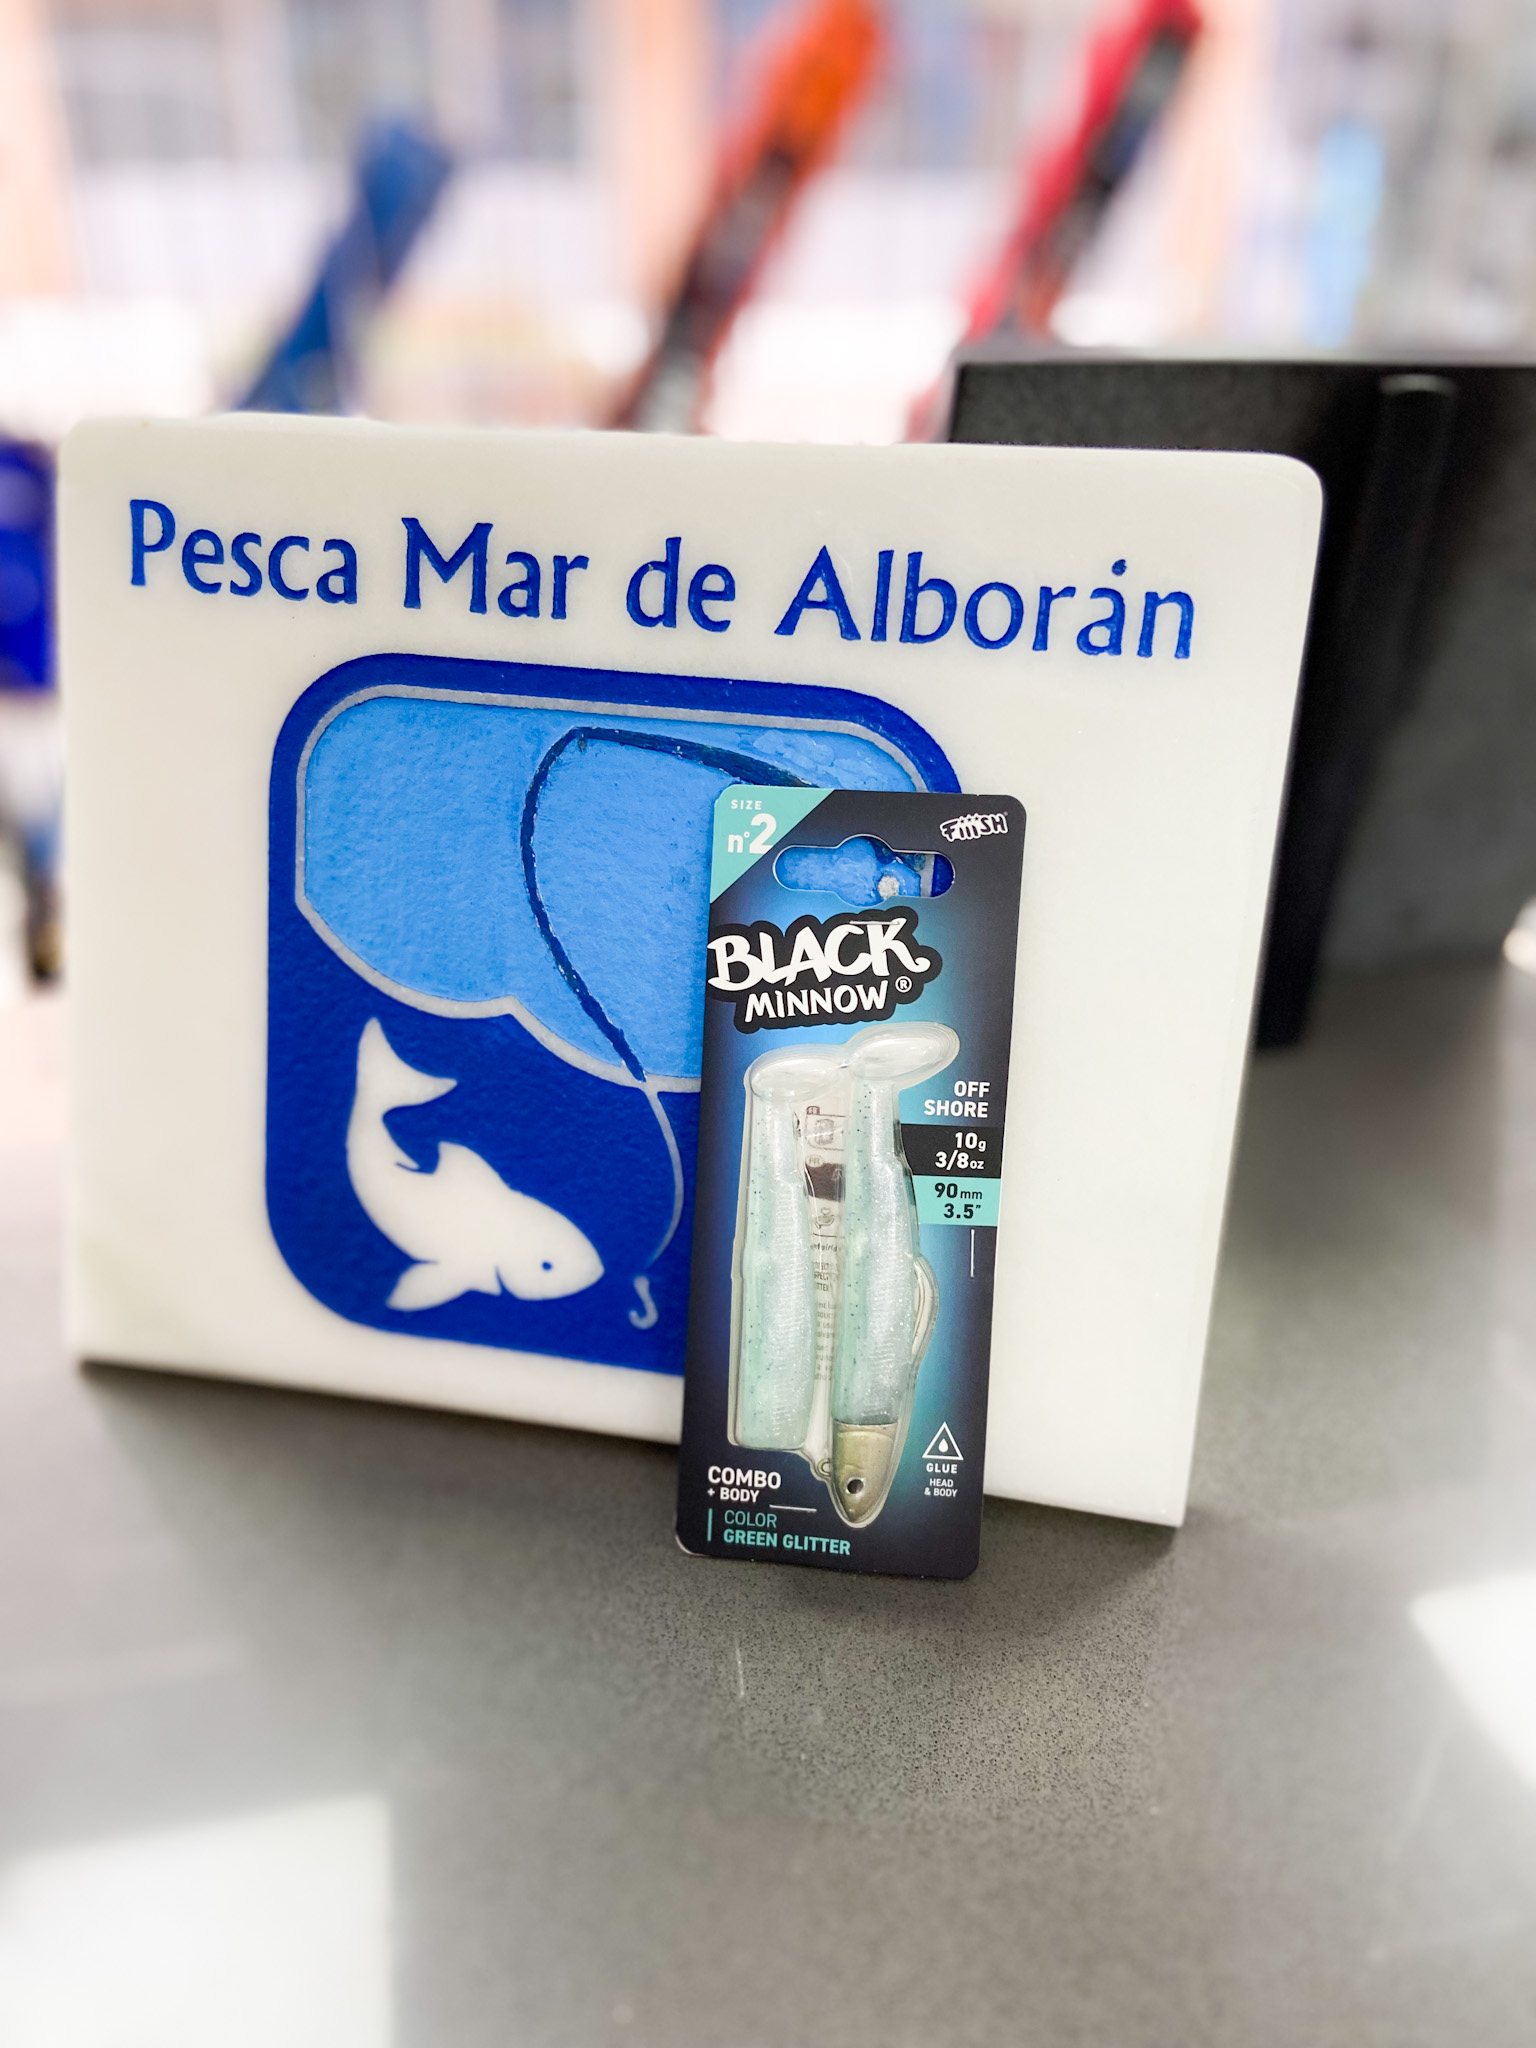 Pesca Mar de Alborán
SIZE
n°2
FiiiSH
BLACK
MINNOW®
OFF
SHORE
10g
3/8oz
90mm
3.5"
GLUE
HEAD
& BODY
COMBO
+ BODY
COLOR
GREEN GLITTER